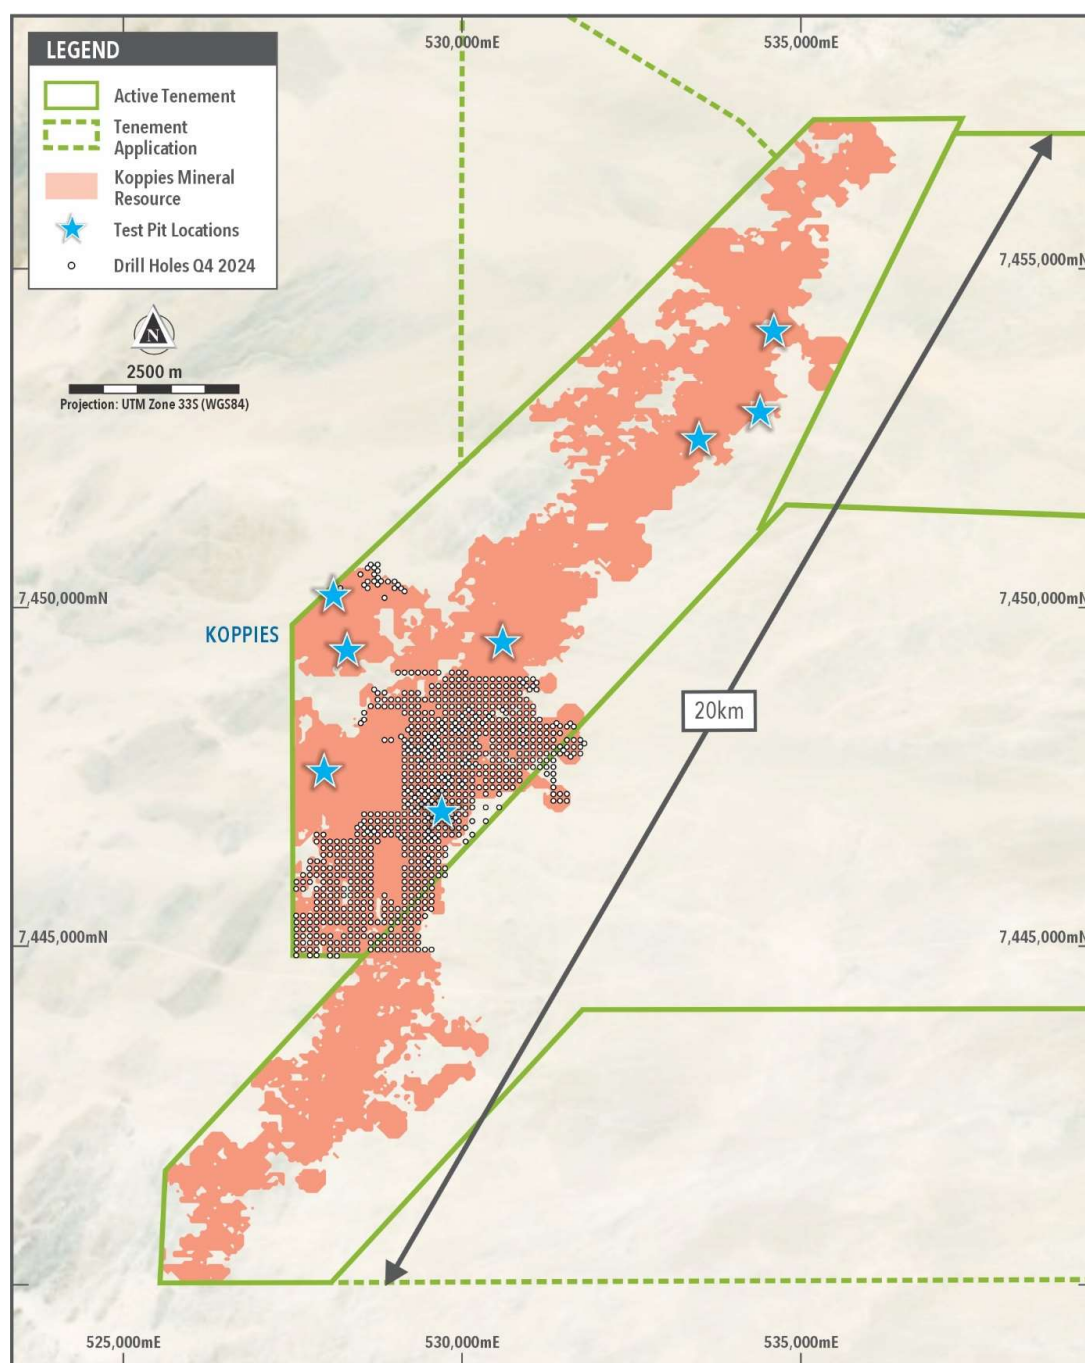 LEGEND
Active Tenement
Tenement
Application
Koppies Mineral
Resource
Test Pit Locations
Drill Holes Q4 2024
N
2500 m
Projection: UTM Zone 33S (WGS84)
530,000mE
535,000mE
7,455,000mN
7,450,000mN
7,450,000mN
KOPPIES
20km
7,445,000mN
7,445,000mN
525,000mE
530,000mE
535,000mE